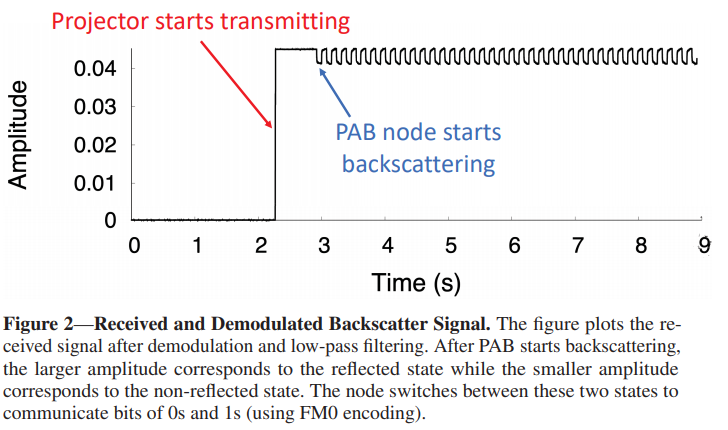 Projector starts transmitting
0.04
0.03
0.02
0.01
0
Amplitude
PAB node starts
backscattering
0 1 2 3 4 5 6 7 8 9
Time (s)
Figure 2—Received and Demodulated Backscatter Signal. The figure plots the re-
ceived signal after demodulation and low-pass filtering. After PAB starts backscattering,
the larger amplitude corresponds to the reflected state while the smaller amplitude
corresponds to the non-reflected state. The node switches between these two states to
communicate bits of 0s and 1s (using FM0 encoding).